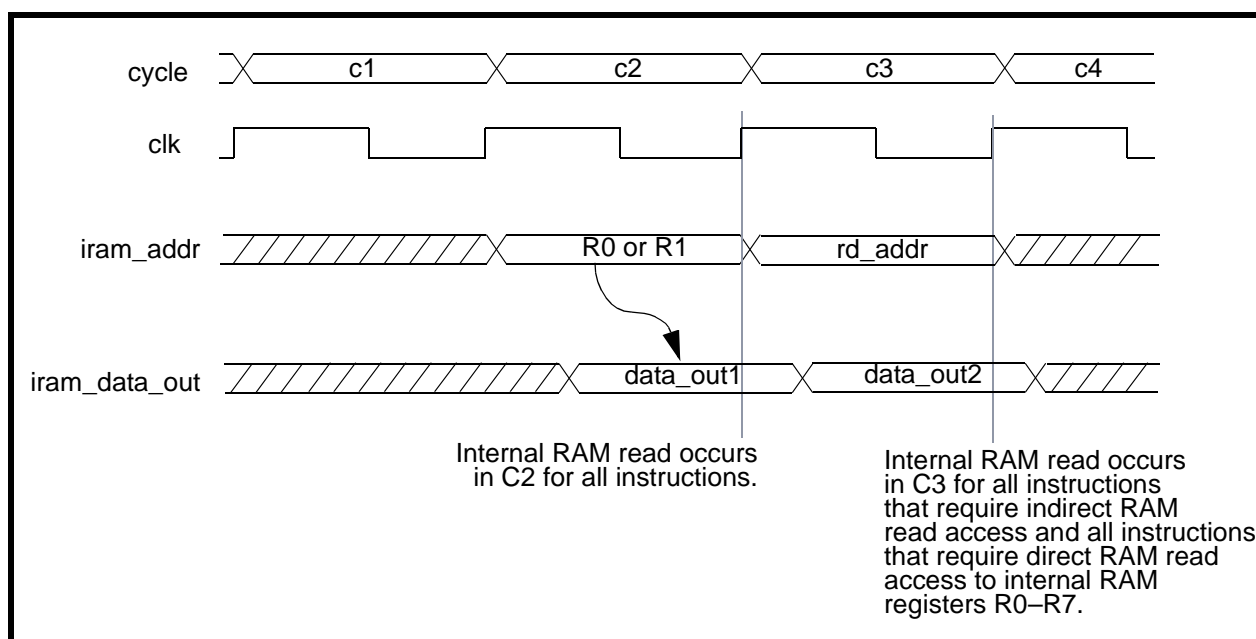 cycle c1 c2 c3 c4
clk
iram_addr R0 or R1 rd_addr
iram_data_out data_out1 data_out2
Internal RAM read occurs
in C2 for all instructions.
Internal RAM read occurs
in C3 for all instructions
that require indirect RAM
read access and all instructions
that require direct RAM read
access to internal RAM
registers R0–R7.